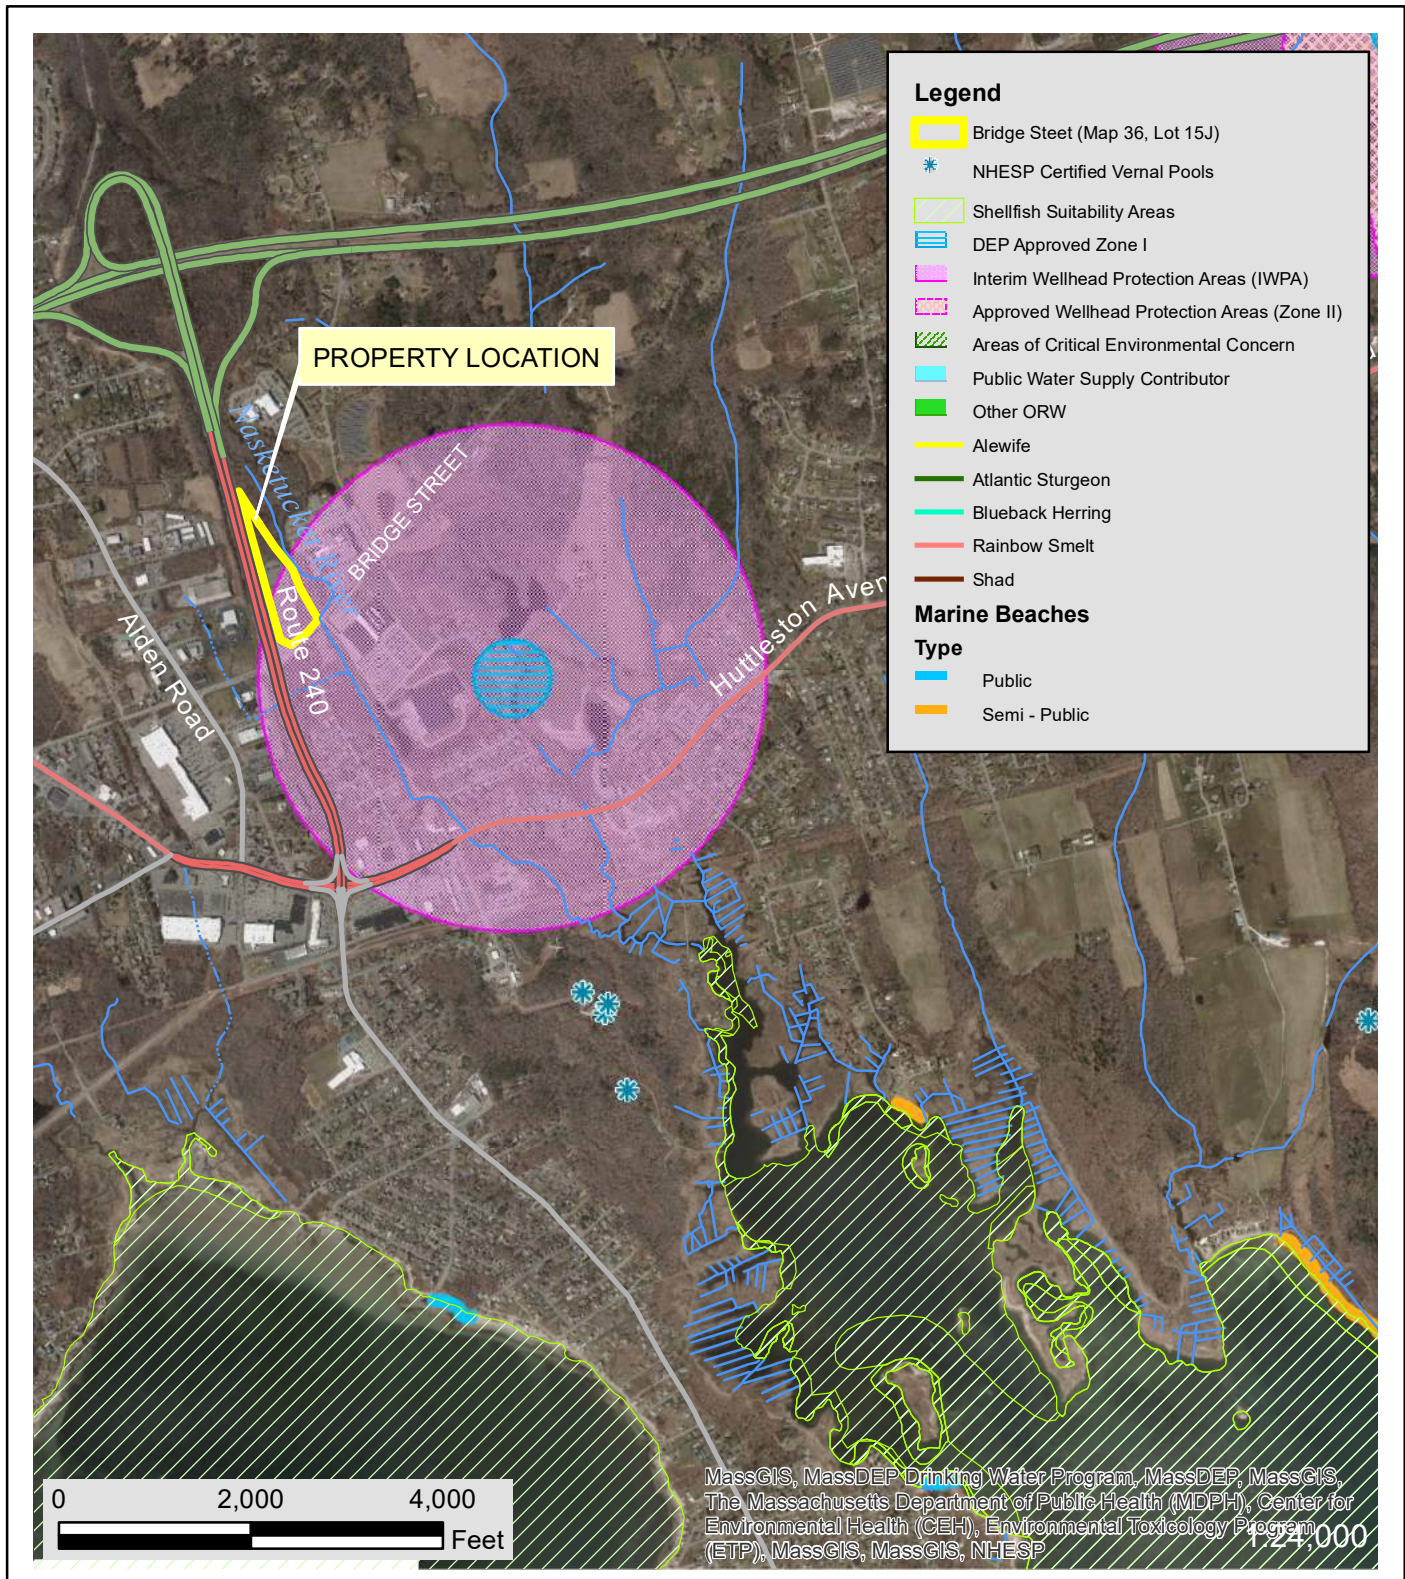 Legend
Bridge Steet (Map 36, Lot 15J)
NHESP Certified Vernal Pools
Shellfish Suitability Areas
DEP Approved Zone I
Interim Wellhead Protection Areas (IWPA)
Approved Wellhead Protection Areas (Zone II)
Areas of Critical Environmental Concern
Public Water Supply Contributor
Other ORW
Alewife
Atlantic Sturgeon
Blueback Herring
Rainbow Smelt
Shad
Marine Beaches
Type
Public
Semi - Public
PROPERTY LOCATION
Nasketucker River
BRIDGE STREET
Route 240
Alden Road
Huttleston Aven
0 2,000 4,000
Feet
MassGIS, MassDEP Drinking Water Program, MassDEP, MassGIS,
The Massachusetts Department of Public Health (MDPH), Center for
Environmental Health (CEH), Environmental Toxicology Program
(ETP), MassGIS, MassGIS, NHESP
1:24,000